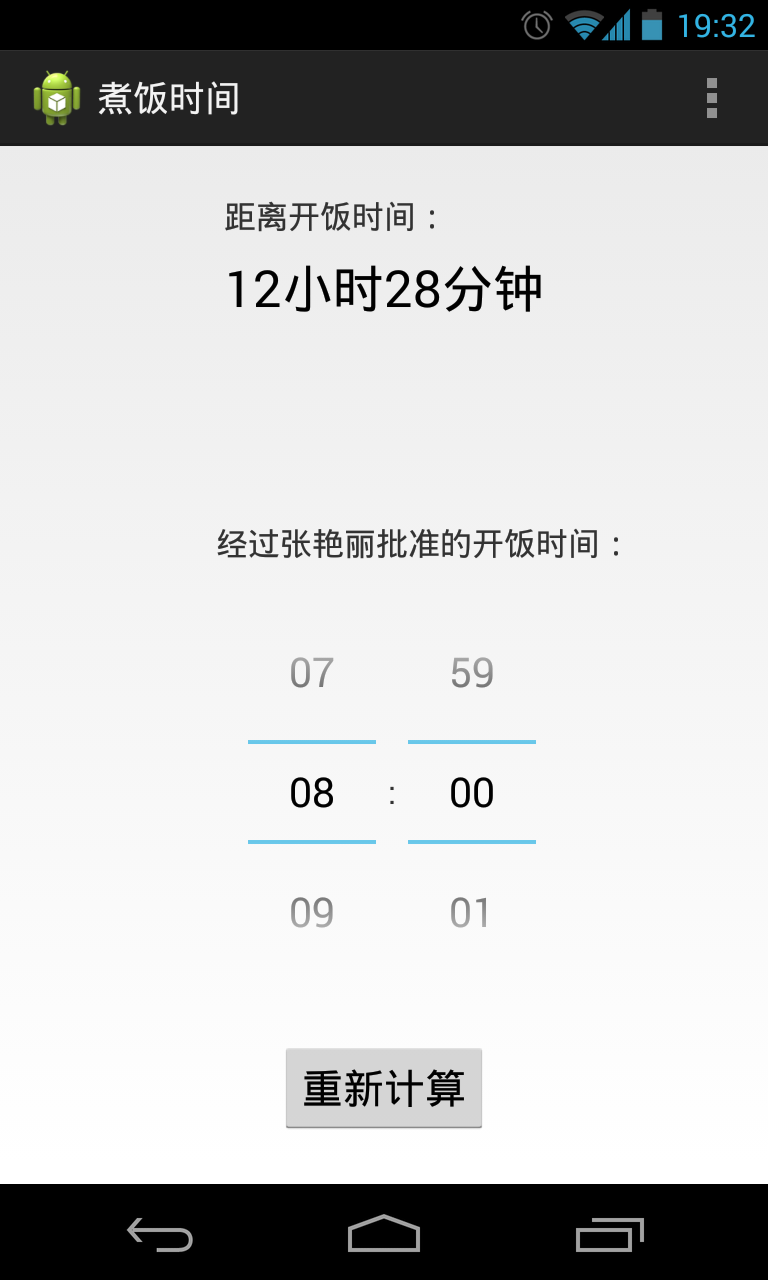 19:32
煮饭时间
距离开饭时间：
12小时28分钟
经过张艳丽批准的开饭时间：
07 59
08 : 00
09 01
重新计算